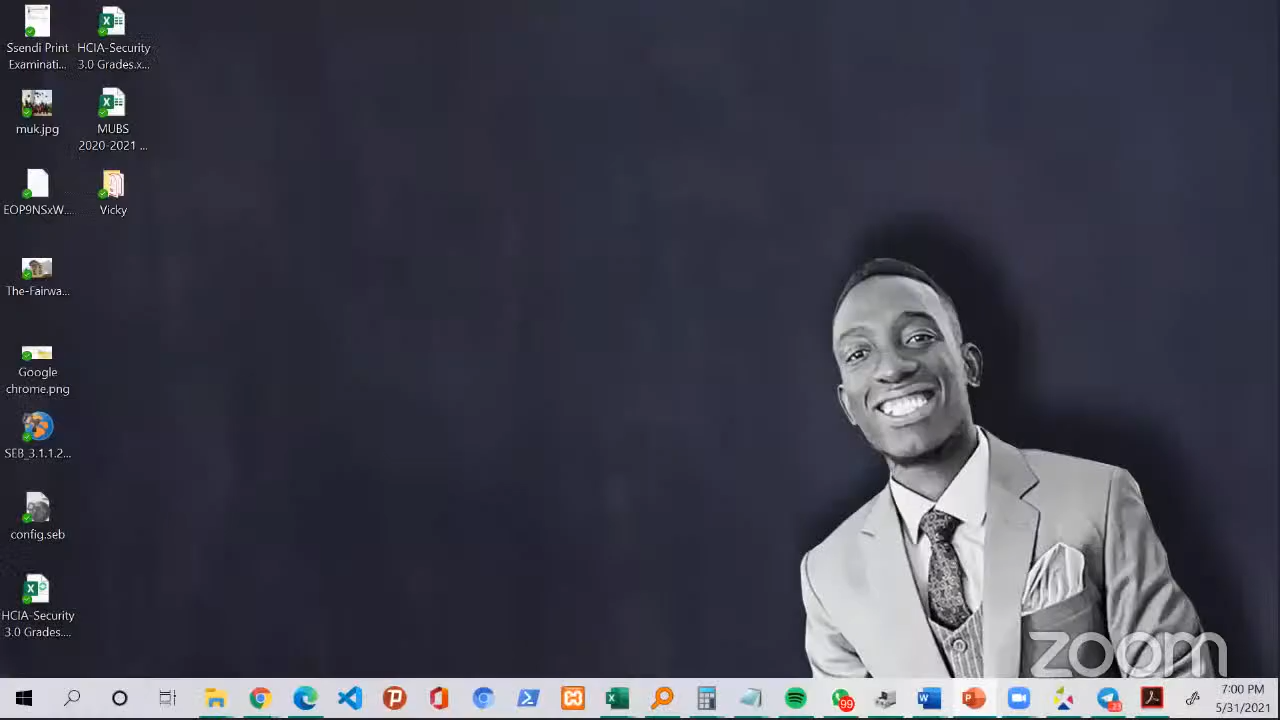 Ssendi Print
Examinati...
HCIA-Security
3.0 Grades.x...
muk.jpg
MUBS
2020-2021 ...
EOP9NSxW...
Vicky
The-Fairwa...
Google
chrome.png
SEB_3.1.1.2...
config.seb
HCIA-Security
3.0 Grades....
zoom
99
23
7:00 PM
5/31/2021